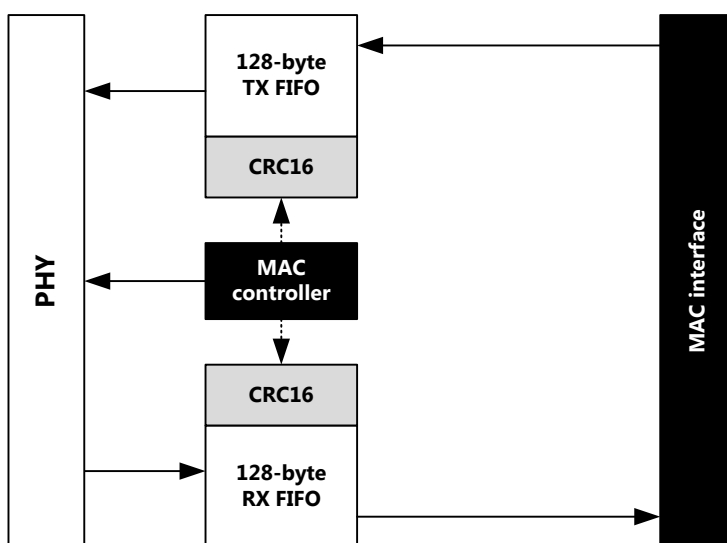 128-byte
TX FIFO
CRC16
PHY
MAC
controller
MAC interface
CRC16
128-byte
RX FIFO